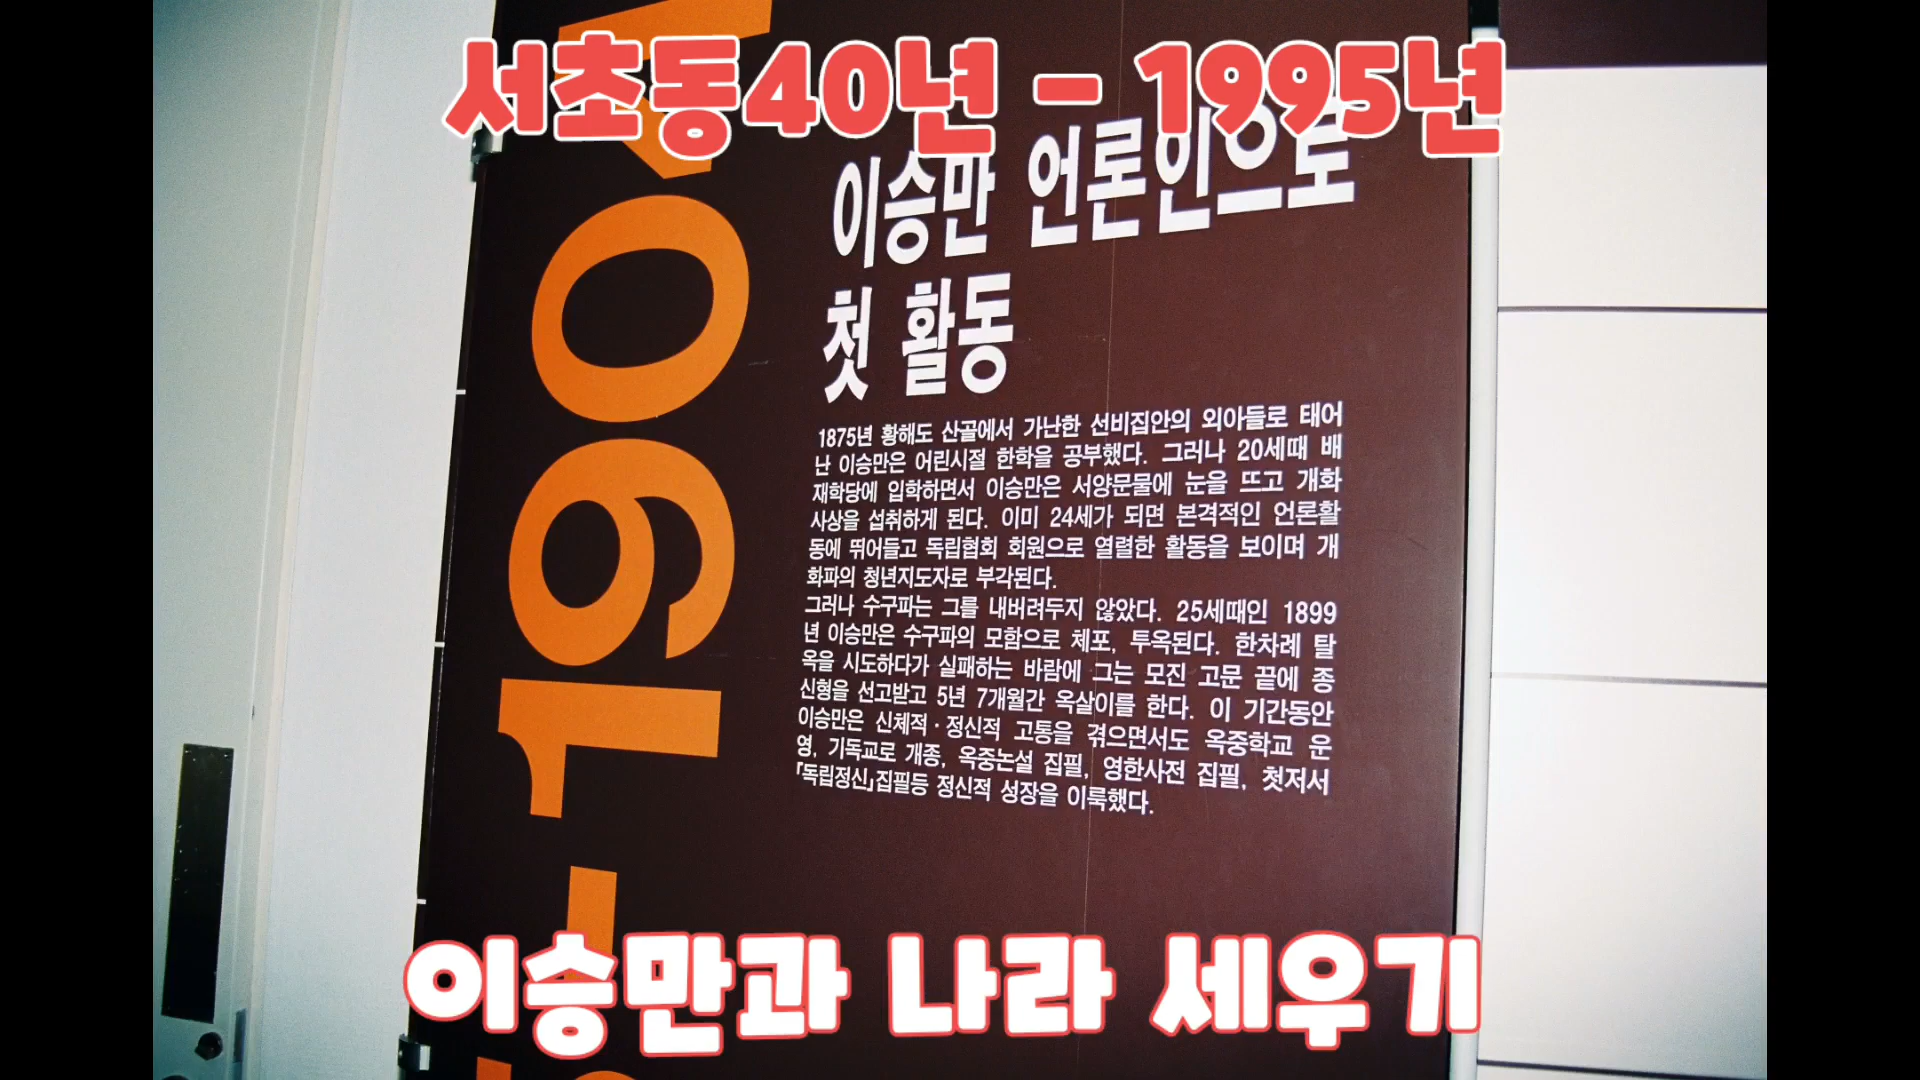 서초동40년 - 1995년
이승만 언론인으로
첫 활동
1875년 황해도 산골에서 가난한 선비집안의 외아들로 태어
난 이승만은 어린시절 한학을 공부했다. 그러나 20세때 배
재학당에 입학하면서 이승만은 서양문물에 눈을 뜨고 개화
사상을 섭취하게 된다. 이미 24세가 되면 본격적인 언론활
동에 뛰어들고 독립협회 회원으로 열렬한 활동을 보이며 개
화파의 청년지도자로 부각된다.
그러나 수구파는 그를 내버려두지 않았다. 25세때인 1899
년 이승만은 수구파의 모함으로 체포, 투옥된다. 한차례 탈
옥을 시도하다가 실패하는 바람에 그는 모진 고문 끝에 종
신형을 선고받고 5년 7개월간 옥살이를 한다. 이 기간동안
이승만은 신체적·정신적 고통을 겪으면서도 옥중학교 운
영, 기독교로 개종, 옥중논설 집필, 영한사전 집필, 첫저서
「독립정신」집필등 정신적 성장을 이룩했다.
-1904
이승만과 나라 세우기